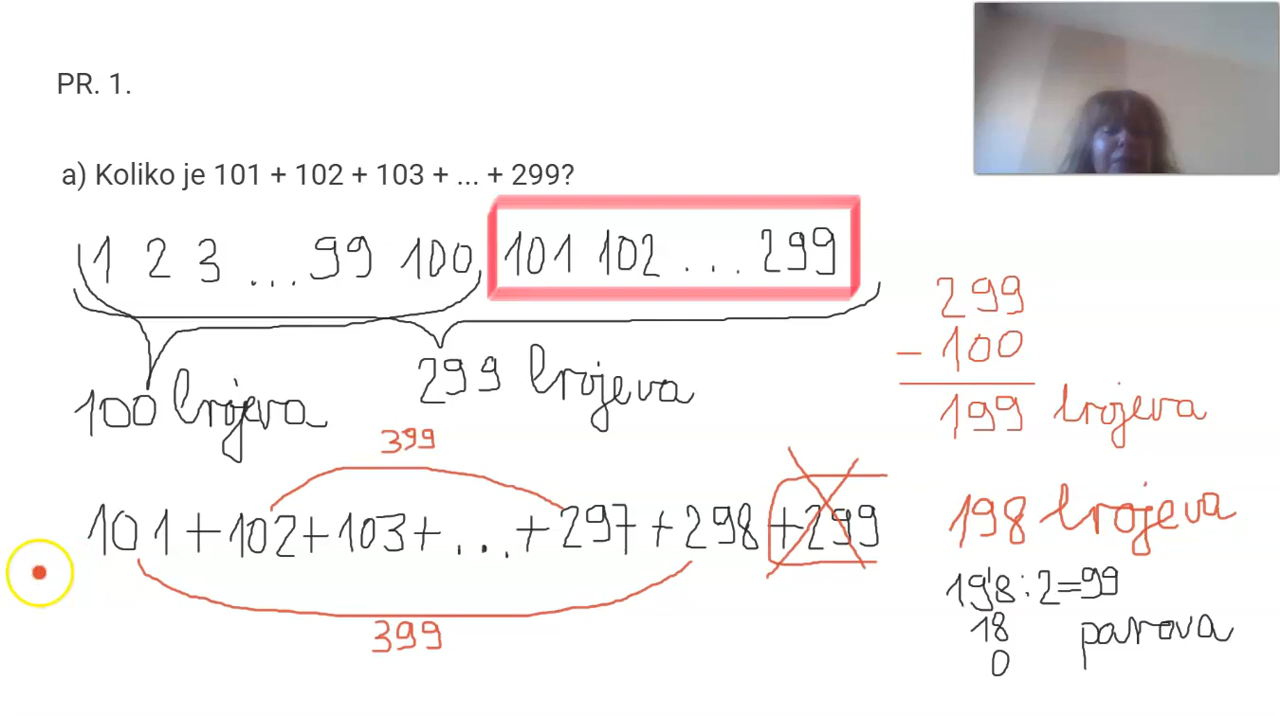 PR. 1.
a) Koliko je 101 + 102 + 103 + ... + 299?
1 2 3 ... 99 100 101 102 ... 299
100 brojeva
299 brojeva
299
- 100
199 brojeva
399
101 + 102 + 103 + ... + 297 + 298 + 299
399
198 brojeva
198 : 2 = 99
18
0
parova